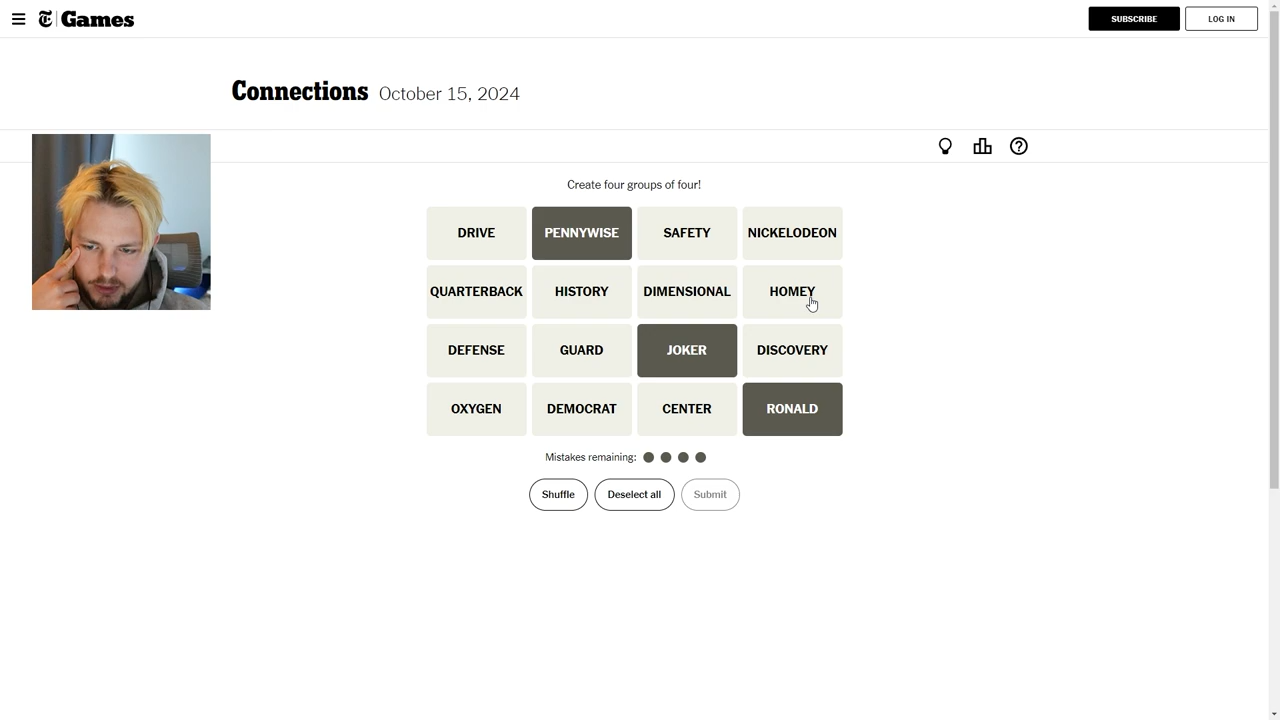 Games
SUBSCRIBE
LOG IN
Connections October 15, 2024
Create four groups of four!
DRIVE PENNYWISE SAFETY NICKELODEON
QUARTERBACK HISTORY DIMENSIONAL HOMEY
DEFENSE GUARD JOKER DISCOVERY
OXYGEN DEMOCRAT CENTER RONALD
Mistakes remaining:
Shuffle Deselect all Submit